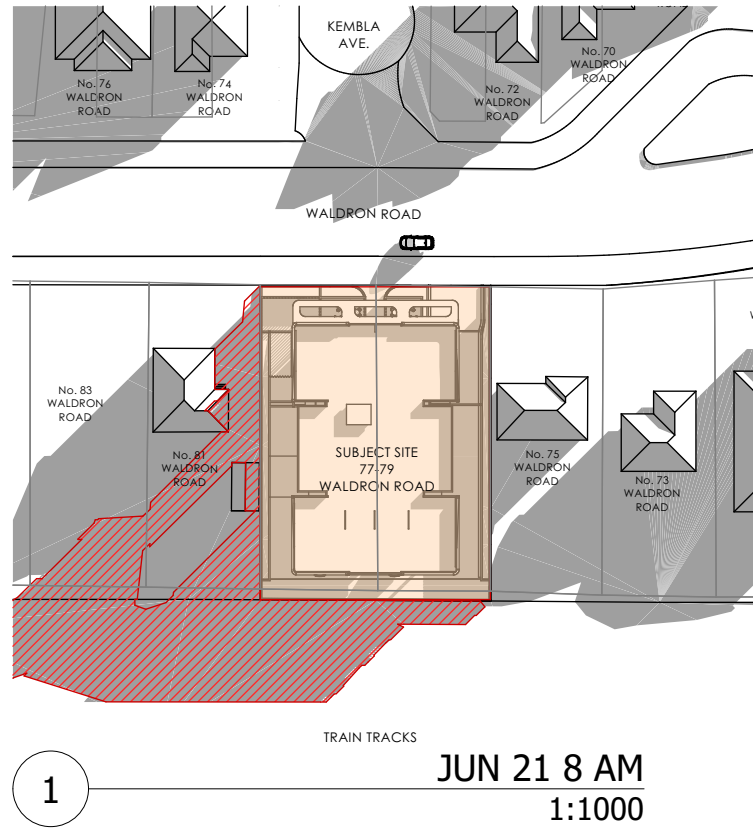 KEMBLA
AVE.
No. 76
WALDRON
ROAD
No. 74
WALDRON
ROAD
No. 72
WALDRON
ROAD
No. 70
WALDRON
ROAD
WALDRON ROAD
No. 83
WALDRON
ROAD
No. 81
WALDRON
ROAD
SUBJECT SITE
77-79
WALDRON ROAD
No. 75
WALDRON
ROAD
No. 73
WALDRON
ROAD
TRAIN TRACKS
1
JUN 21 8 AM
1:1000